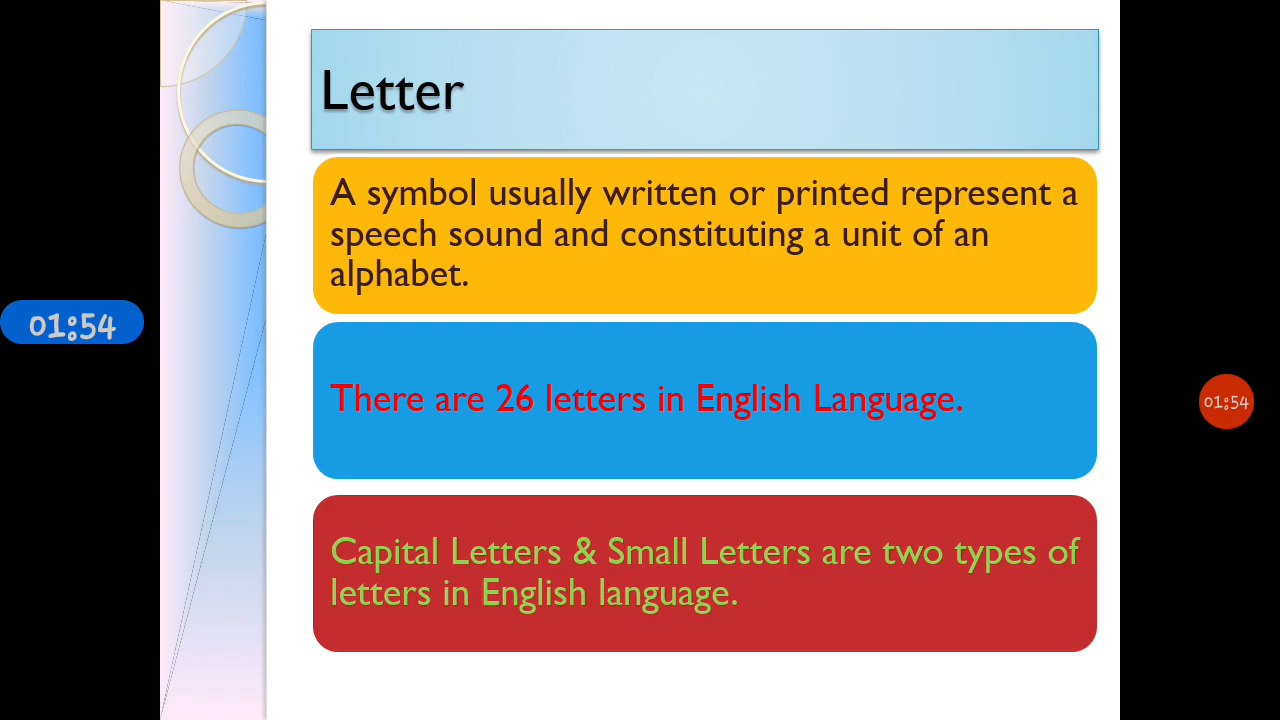 Letter
A symbol usually written or printed represent a
speech sound and constituting a unit of an
alphabet.
01:54
There are 26 letters in English Language.
01:54
Capital Letters & Small Letters are two types of
letters in English language.